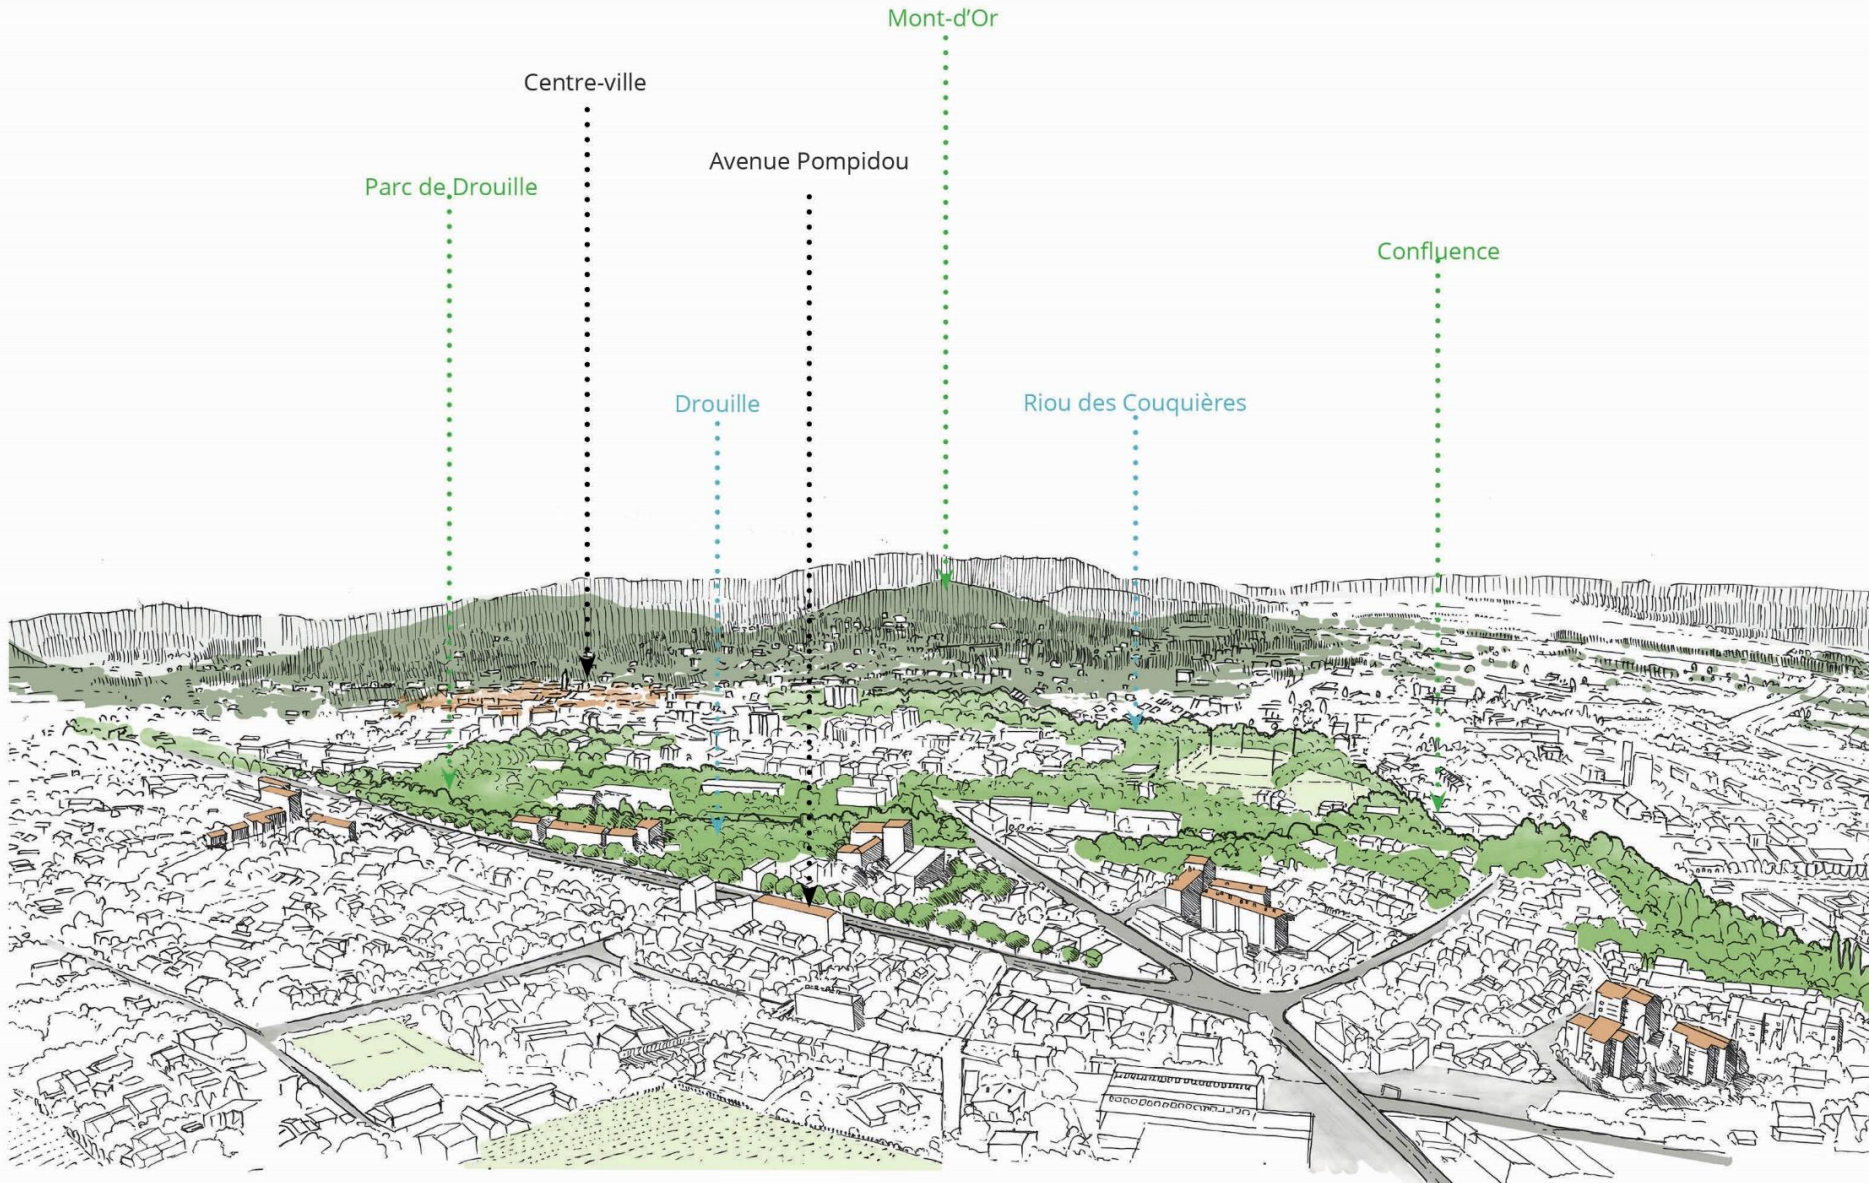 Mont-d'Or
Centre-ville
Avenue Pompidou
Parc de Drouille
Confluence
Drouille
Riou des Couquières